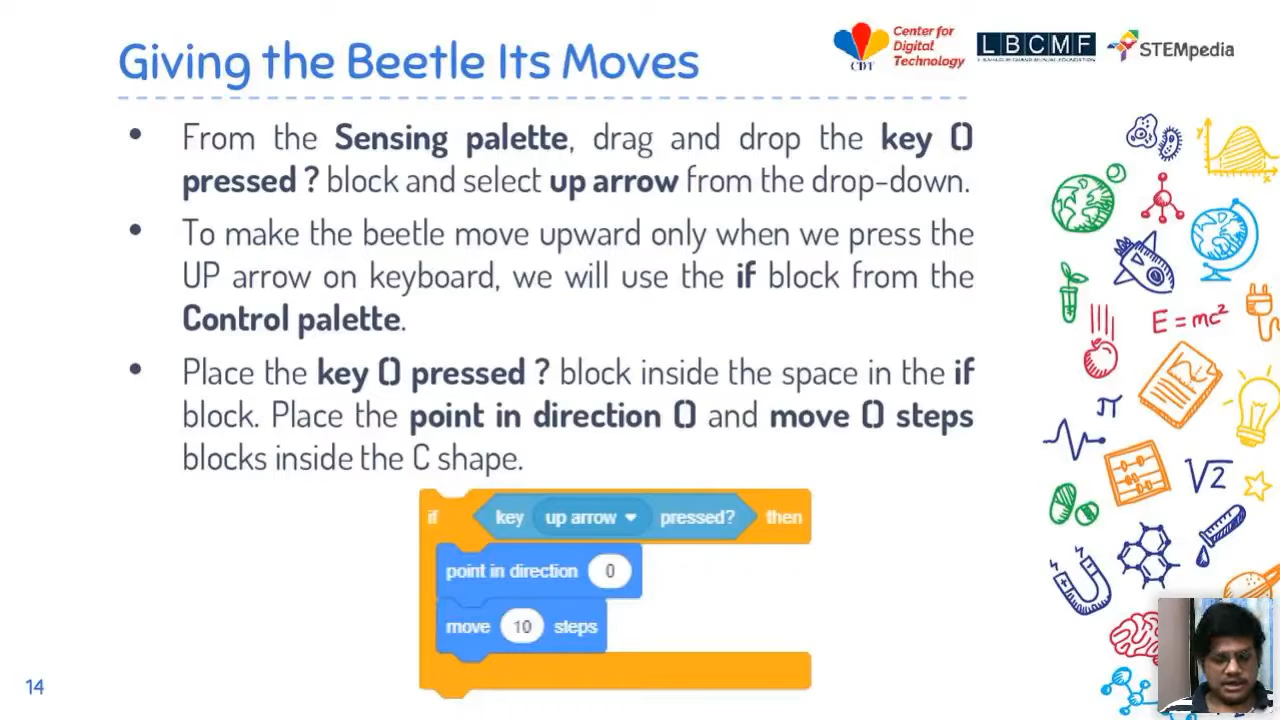 Giving the Beetle Its Moves
Center for
Digital
Technology
CDT
LBCMF
STEMpedia
• From the Sensing palette, drag and drop the key ()
pressed ? block and select up arrow from the drop-down.
• To make the beetle move upward only when we press the
UP arrow on keyboard, we will use the if block from the
Control palette.
• Place the key () pressed ? block inside the space in the if
block. Place the point in direction () and move () steps
blocks inside the C shape.
if key up arrow pressed? then
point in direction 0
move 10 steps
14
y
x
E = mc²
π
√2